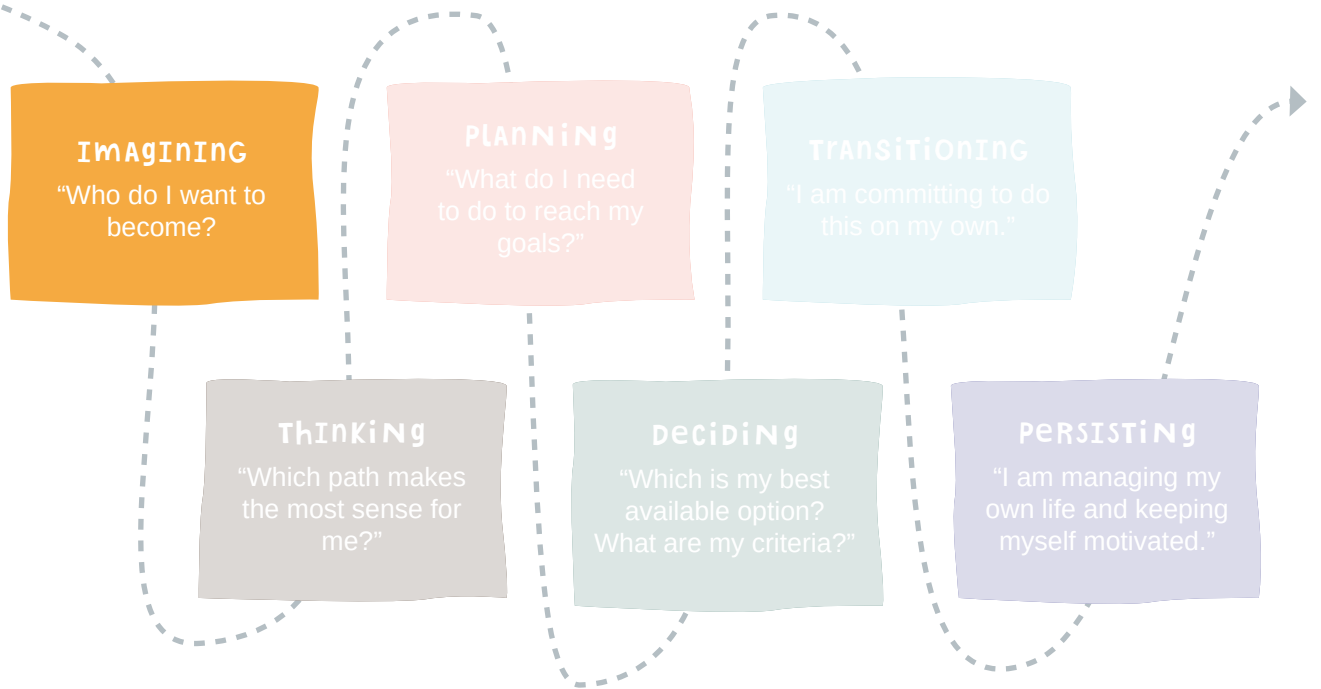 ImagInInG
“Who do I want to
become?
ThInKiNg
“Which path makes
the most sense for
me?”
PlanNiNg
“What do I need
to do to reach my
goals?”
DeCiDiNg
“Which is my best
available option?
What are my criteria?”
TrAnSiTiOnInG
“I am committing to do
this on my own.”
PeRSISTiNg
“I am managing my
own life and keeping
myself motivated.”